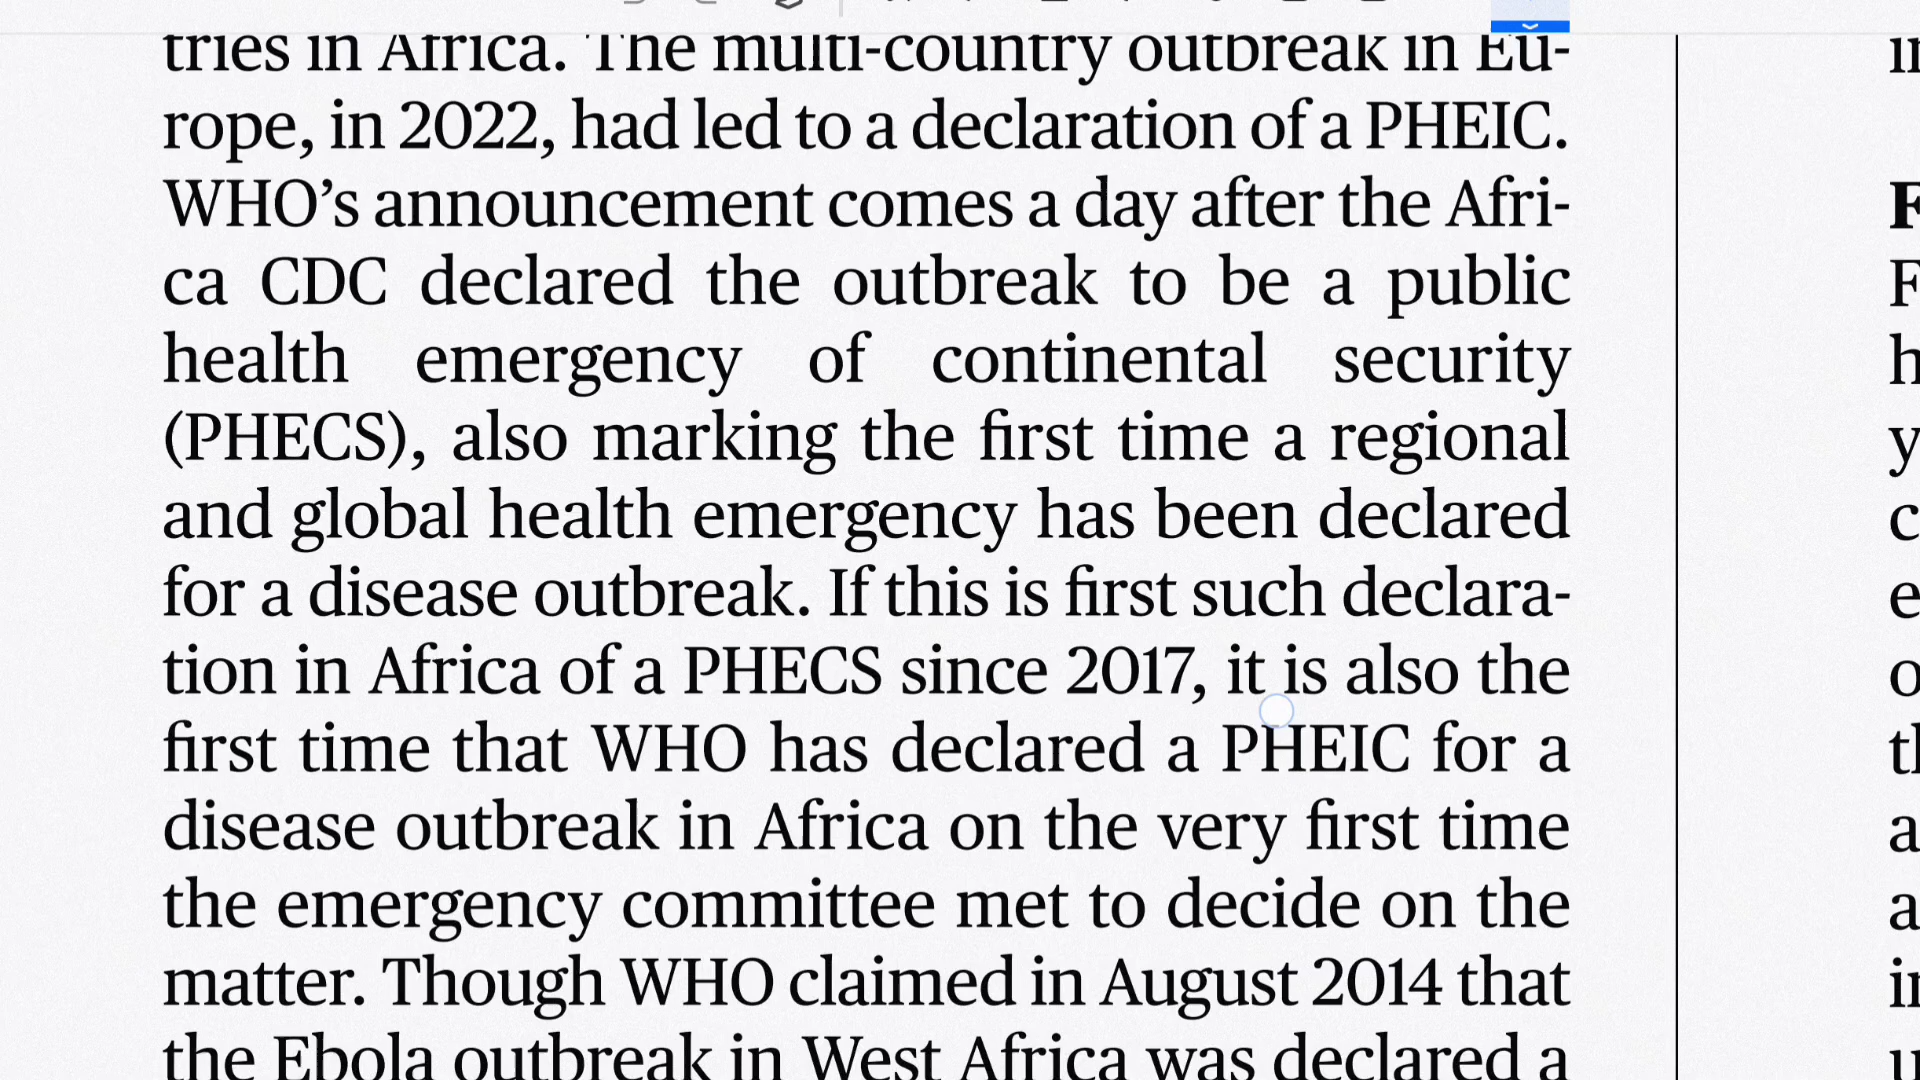 tries in Africa. The multi-country outbreak in Eu-
rope, in 2022, had led to a declaration of a PHEIC.
WHO’s announcement comes a day after the Afri-
ca CDC declared the outbreak to be a public
health emergency of continental security
(PHECS), also marking the first time a regional
and global health emergency has been declared
for a disease outbreak. If this is first such declara-
tion in Africa of a PHECS since 2017, it is also the
first time that WHO has declared a PHEIC for a
disease outbreak in Africa on the very first time
the emergency committee met to decide on the
matter. Though WHO claimed in August 2014 that
the Ebola outbreak in West Africa was declared a